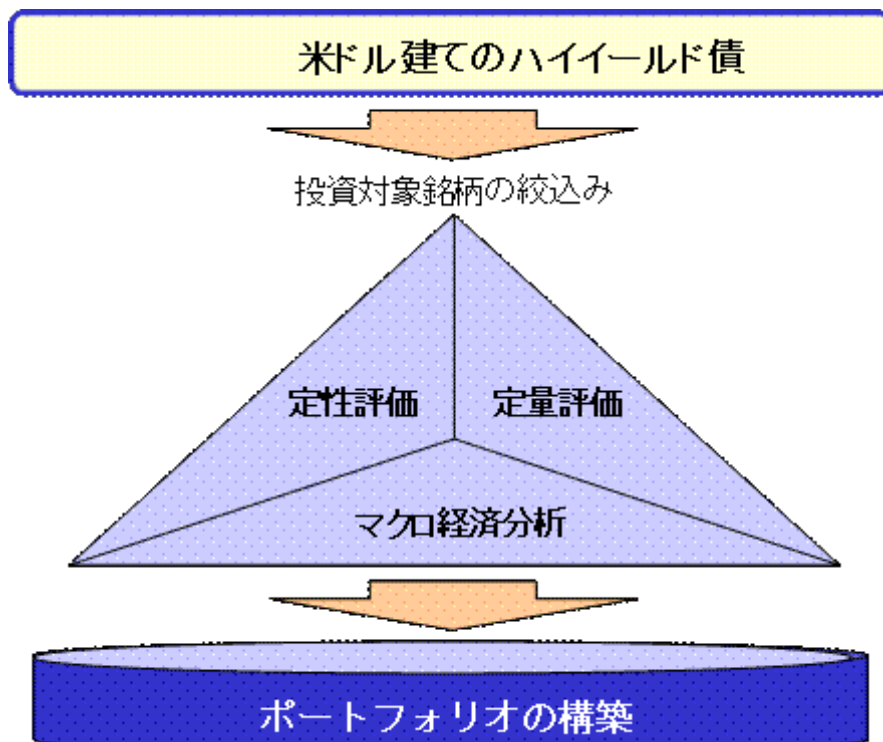 米ドル建てのハイイールド債
投資対象銘柄の絞込み
定性評価
定量評価
マクロ経済分析
ポートフォリオの構築